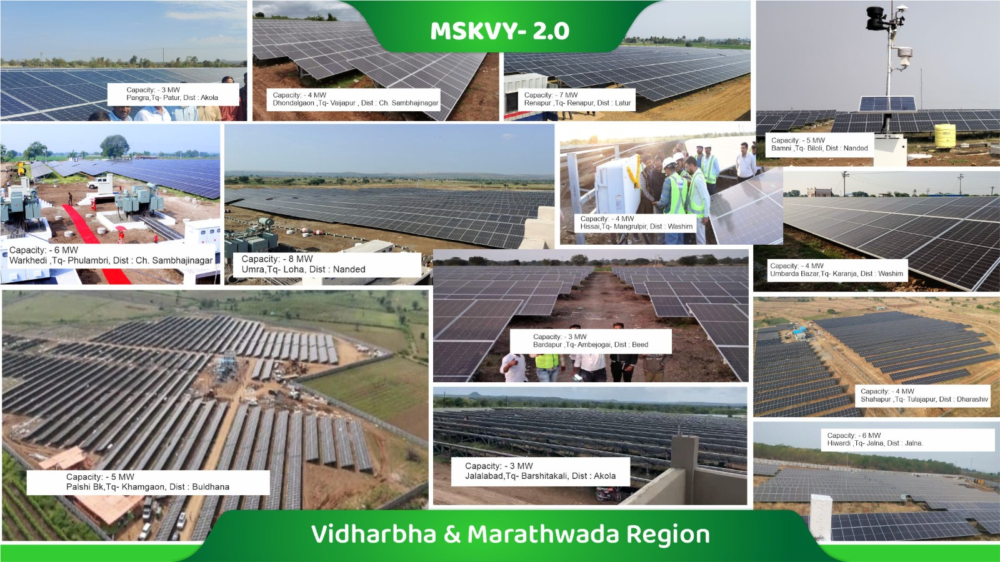 MSKVY- 2.0
Capacity: - 3 MW
Pangra,Tq- Patur, Dist : Akola
Capacity: - 4 MW
Dhondalgaon ,Tq- Vaijapur , Dist : Ch. Sambhajinagar
Capacity: - 7 MW
Renapur ,Tq- Renapur, Dist : Latur
Capacity: - 5 MW
Bamni ,Tq- Biloli, Dist : Nanded
Capacity: - 6 MW
Warkhedi ,Tq- Phulambri, Dist : Ch. Sambhajinagar
Capacity: - 8 MW
Umra,Tq- Loha, Dist : Nanded
Capacity: - 4 MW
Hissai,Tq- Mangrulpir, Dist : Washim
Capacity: - 4 MW
Umbarda Bazar,Tq- Karanja, Dist : Washim
Capacity: - 3 MW
Bardapur ,Tq- Ambejogai, Dist : Beed
Capacity: - 4 MW
Shahapur ,Tq- Tulajapur, Dist : Dharashiv
Capacity: - 5 MW
Palshi Bk,Tq- Khamgaon, Dist : Buldhana
Capacity: - 3 MW
Jalalabad,Tq- Barshitakali, Dist : Akola
Capacity: - 6 MW
Hiwardi ,Tq- Jalna, Dist : Jalna.
Vidharbha & Marathwada Region